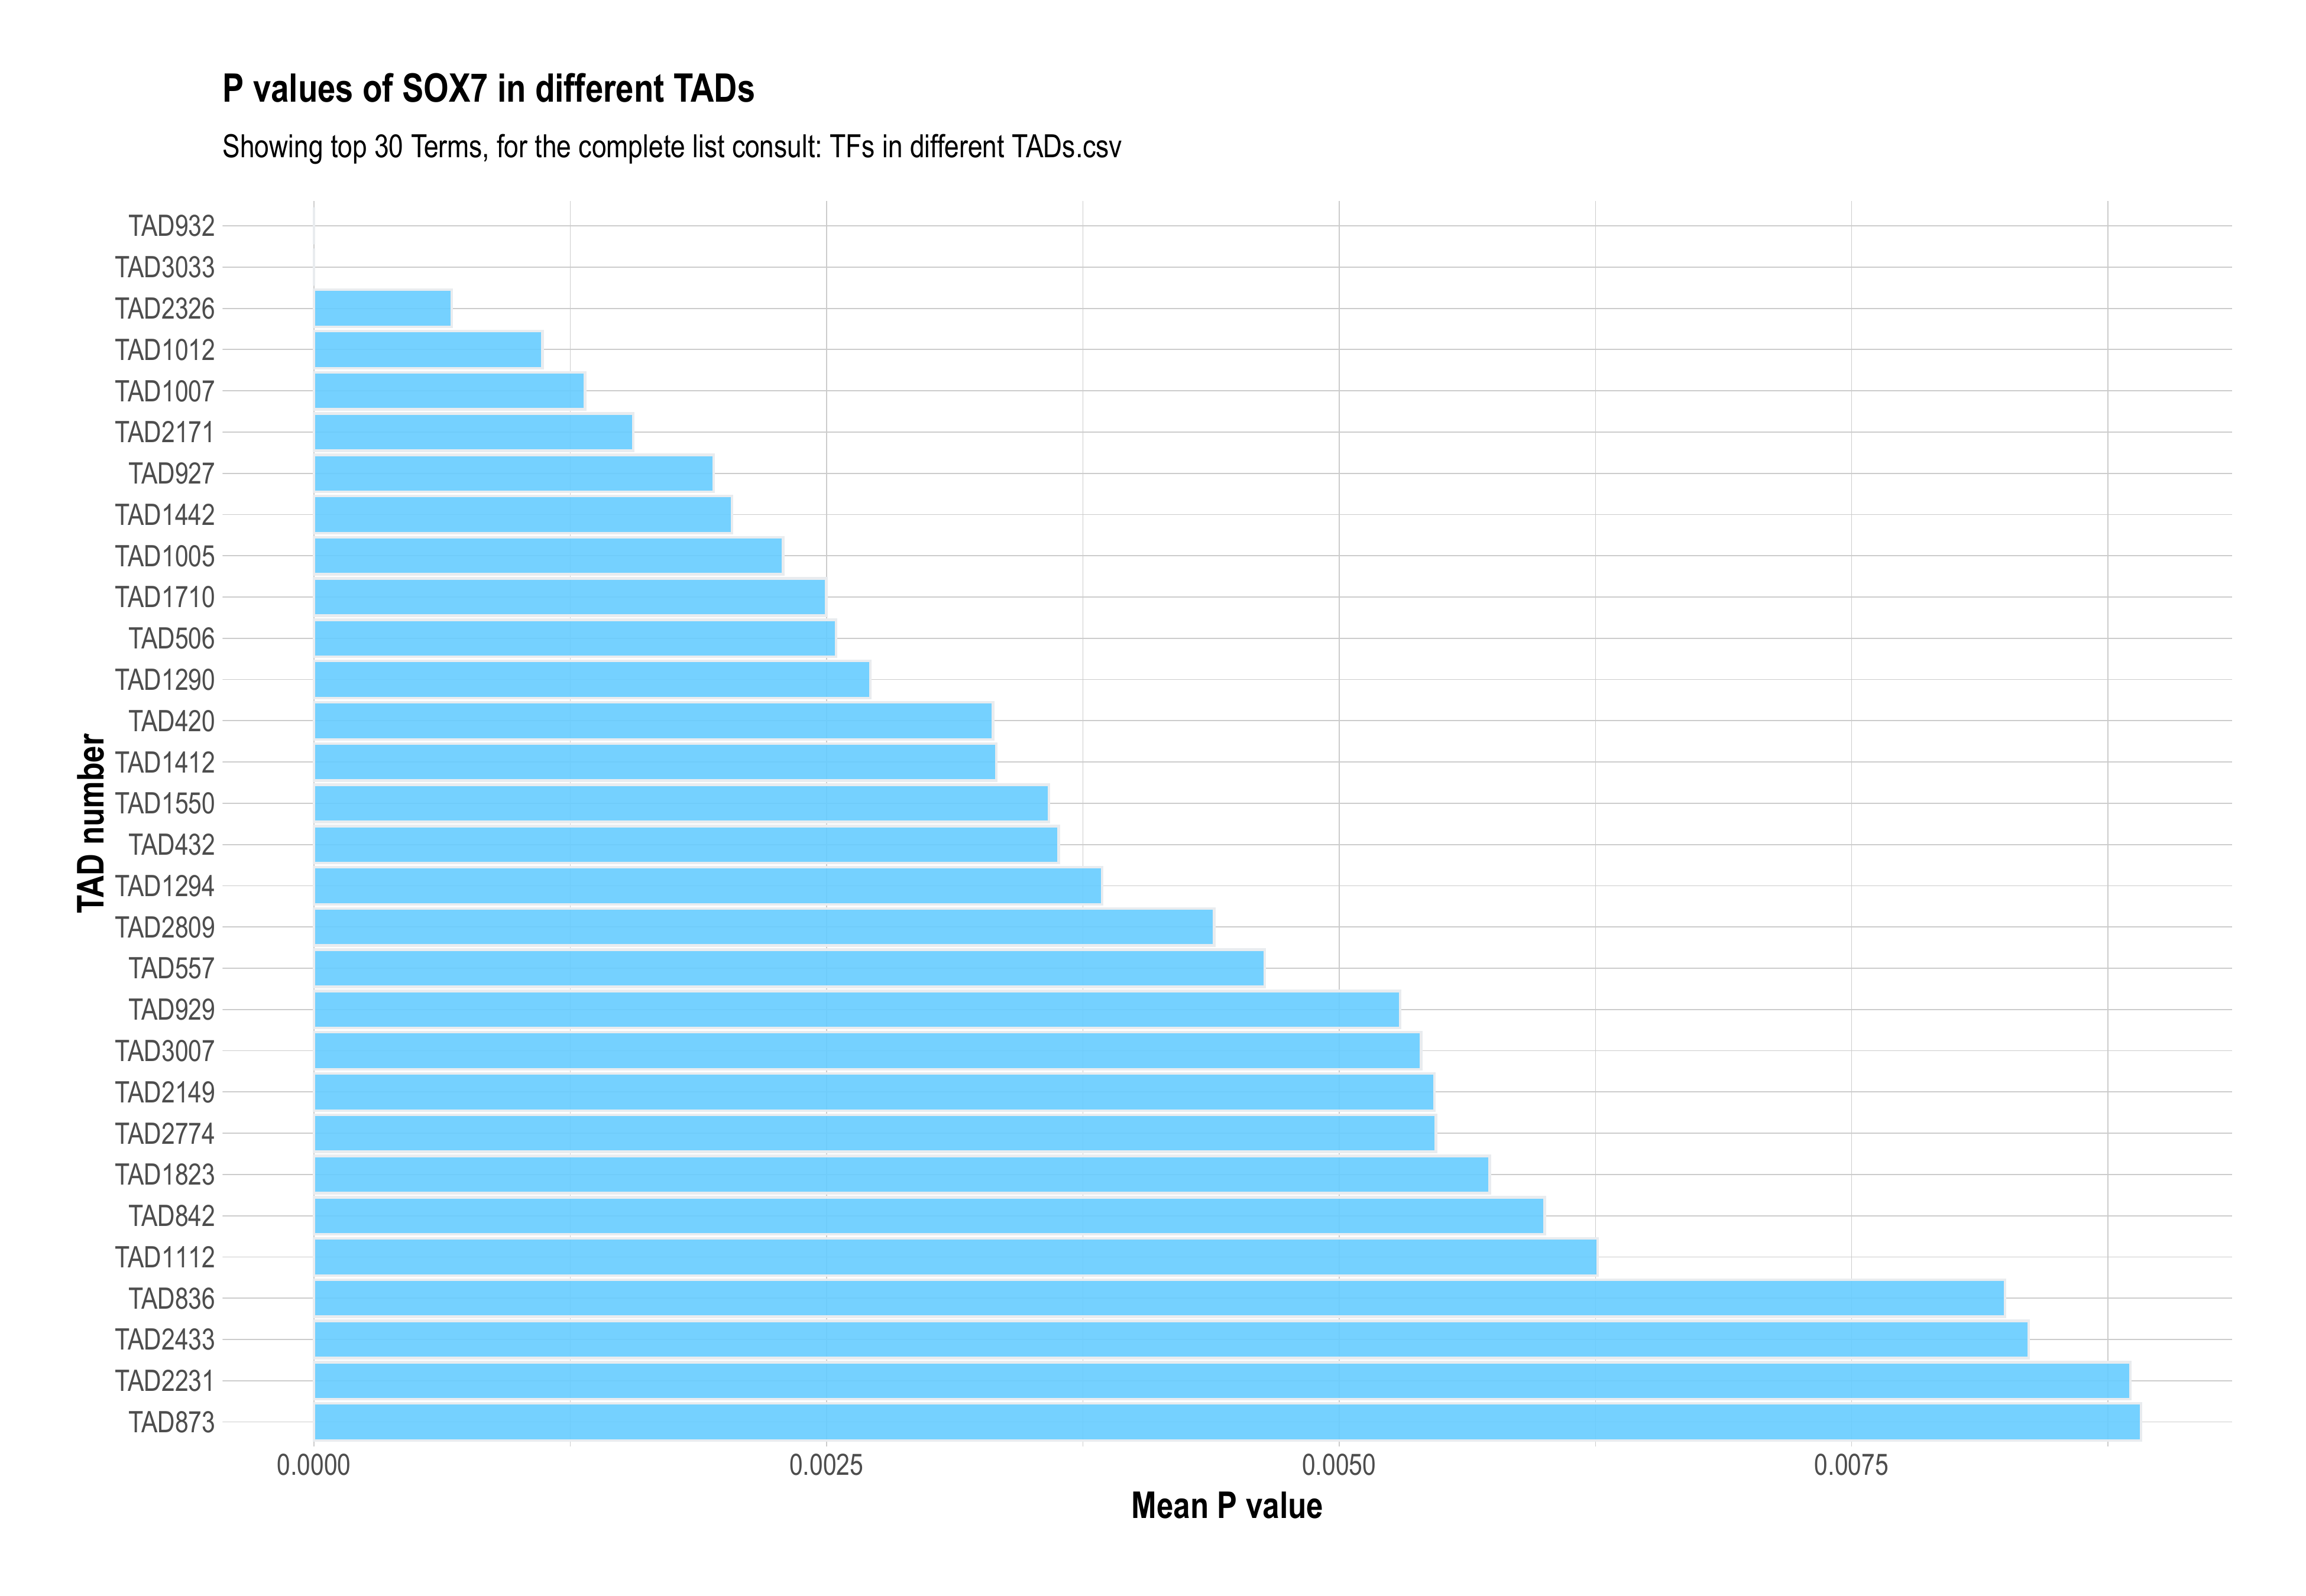 P values of SOX7 in different TADs
Showing top 30 Terms, for the complete list consult: TFs in different TADs.csv
TAD number
TAD932
TAD3033
TAD2326
TAD1012
TAD1007
TAD2171
TAD927
TAD1442
TAD1005
TAD1710
TAD506
TAD1290
TAD420
TAD1412
TAD1550
TAD432
TAD1294
TAD2809
TAD557
TAD929
TAD3007
TAD2149
TAD2774
TAD1823
TAD842
TAD1112
TAD836
TAD2433
TAD2231
TAD873
0.0000 0.0025 0.0050 0.0075
Mean P value